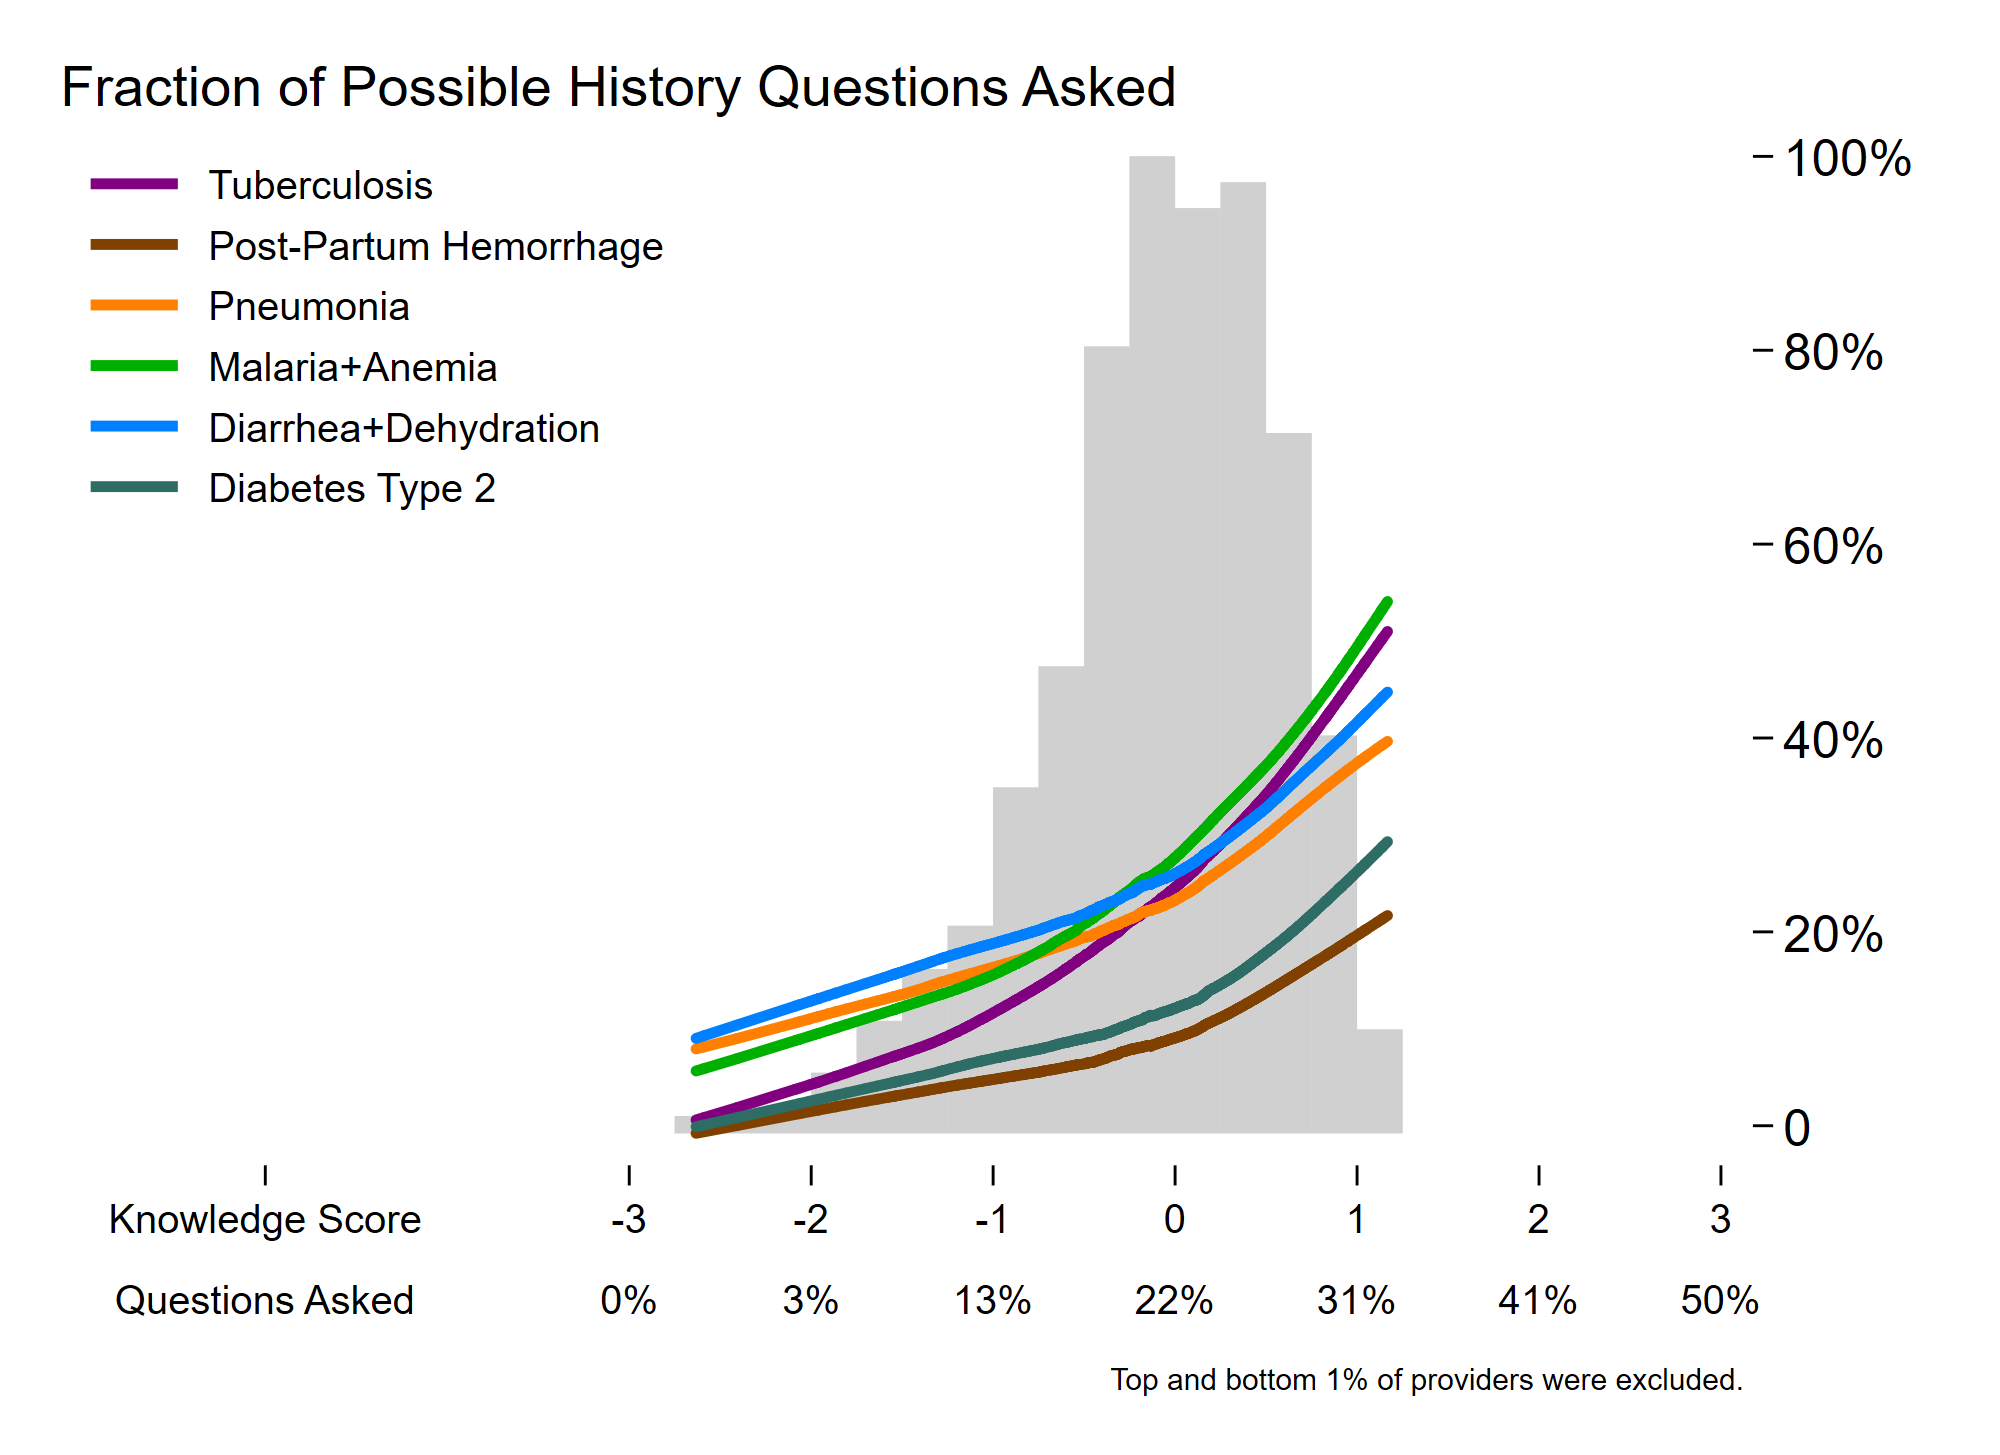 Fraction of Possible History Questions Asked
Tuberculosis
Post-Partum Hemorrhage
Pneumonia
Malaria+Anemia
Diarrhea+Dehydration
Diabetes Type 2
100%
80%
60%
40%
20%
0
Knowledge Score -3 -2 -1 0 1 2 3
Questions Asked 0% 3% 13% 22% 31% 41% 50%
Top and bottom 1% of providers were excluded.